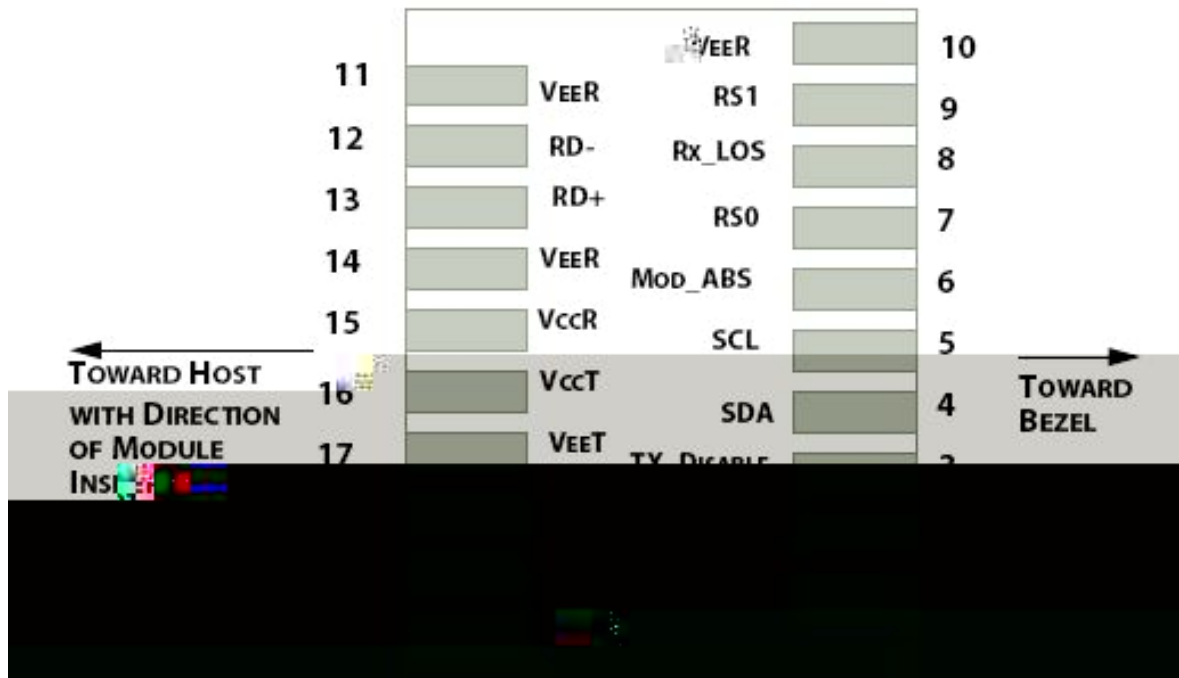 VEER 10
11 VEER RS1 9
12 RD- Rx_LOS 8
13 RD+ RS0 7
14 VEER MOD_ABS 6
15 VCCR SCL 5
TOWARD HOST
WITH DIRECTION
OF MODULE
16 VCCT SDA 4
17 VEET TX_DISABLE
TOWARD
BEZEL